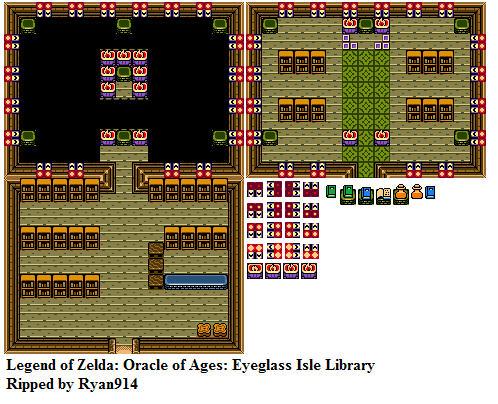 Legend of Zelda: Oracle of Ages: Eyeglass Isle Library
Ripped by Ryan914